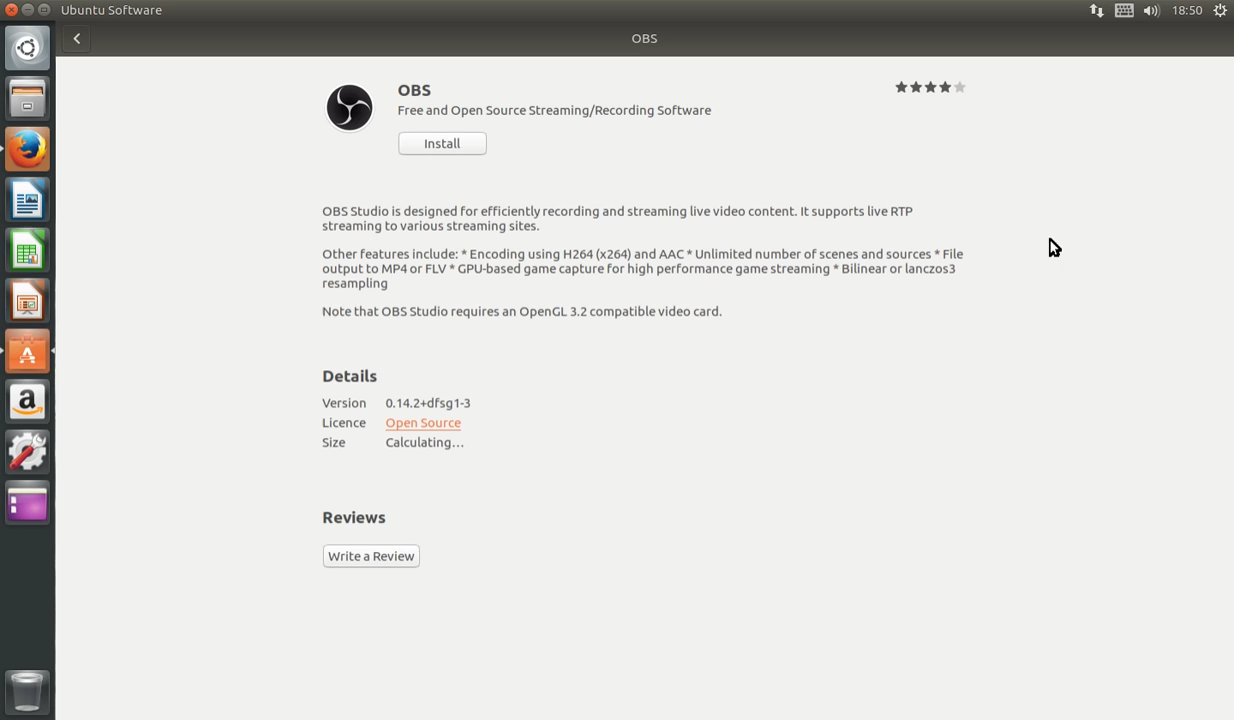 Ubuntu Software
18:50
OBS
OBS
Free and Open Source Streaming/Recording Software
Install
OBS Studio is designed for efficiently recording and streaming live video content. It supports live RTP
streaming to various streaming sites.
Other features include: * Encoding using H264 (x264) and AAC * Unlimited number of scenes and sources * File
output to MP4 or FLV * GPU-based game capture for high performance game streaming * Bilinear or lanczos3
resampling
Note that OBS Studio requires an OpenGL 3.2 compatible video card.
Details
Version 0.14.2+dfsg1-3
Licence Open Source
Size Calculating...
Reviews
Write a Review